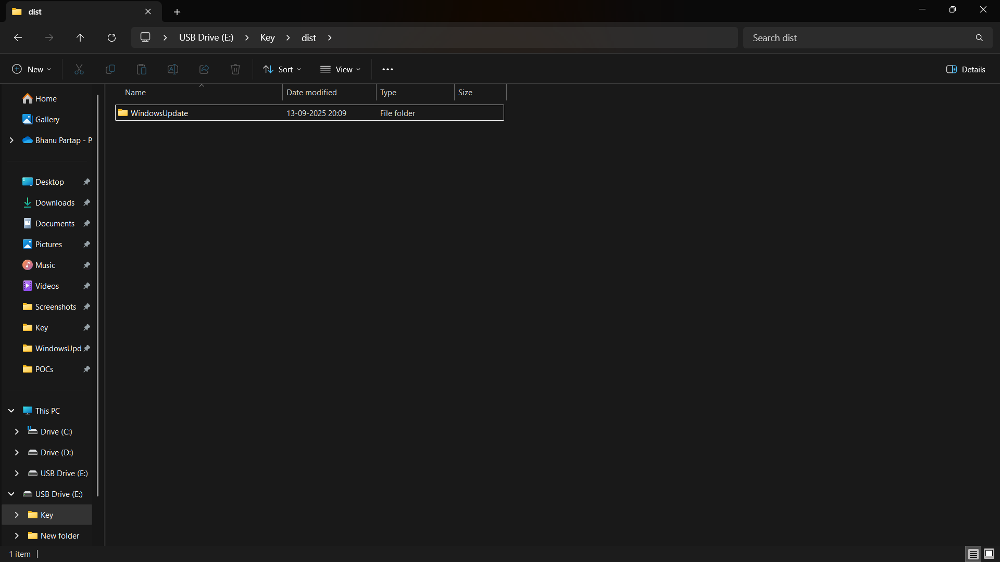 dist
USB Drive (E:)
Key
dist
Search dist
New
Sort
View
Details
Name
Date modified
Type
Size
WindowsUpdate
13-09-2025 20:09
File folder
Home
Gallery
Bhanu Partap - P
Desktop
Downloads
Documents
Pictures
Music
Videos
Screenshots
Key
WindowsUpd
POCs
This PC
Drive (C:)
Drive (D:)
USB Drive (E:)
USB Drive (E:)
Key
New folder
1 item